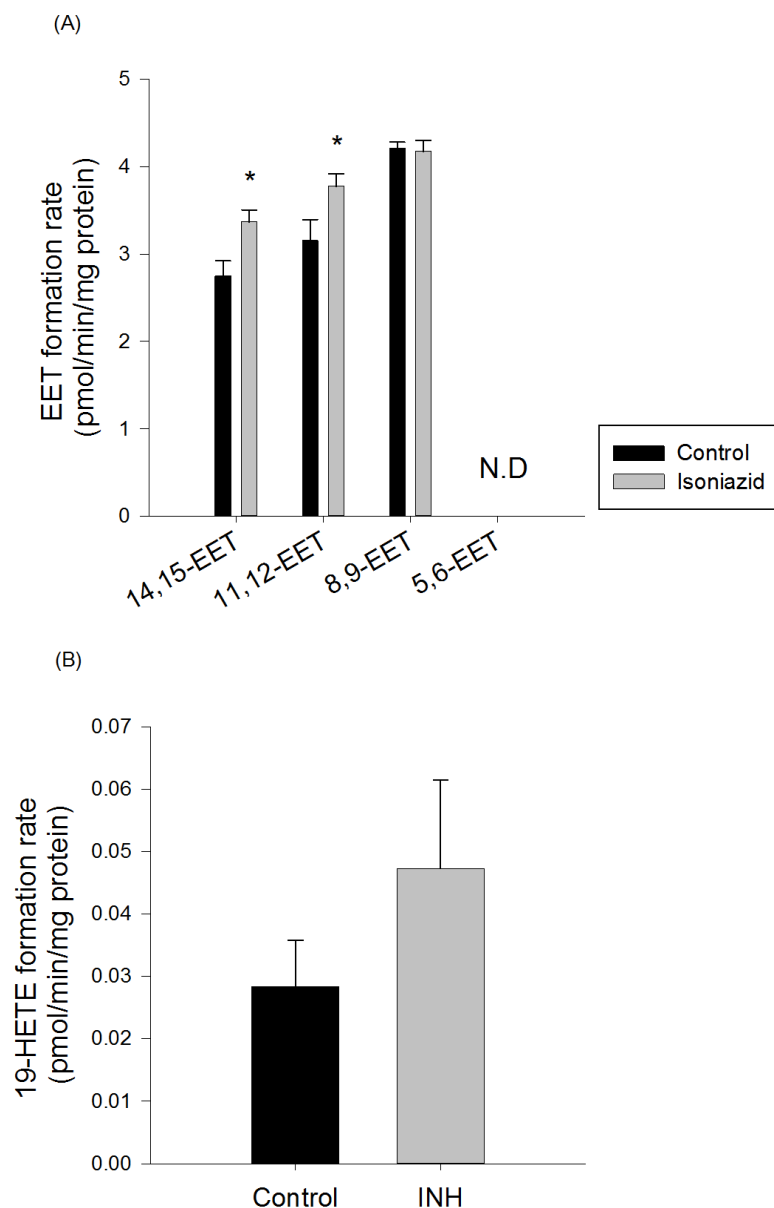 (A)
EET formation rate
(pmol/min/mg protein)
5
4
3
2
1
0
*
*
N.D
14,15-EET
11,12-EET
8,9-EET
5,6-EET
Control
Isoniazid
(B)
19-HETE formation rate
(pmol/min/mg protein)
0.07
0.06
0.05
0.04
0.03
0.02
0.01
0.00
Control
INH